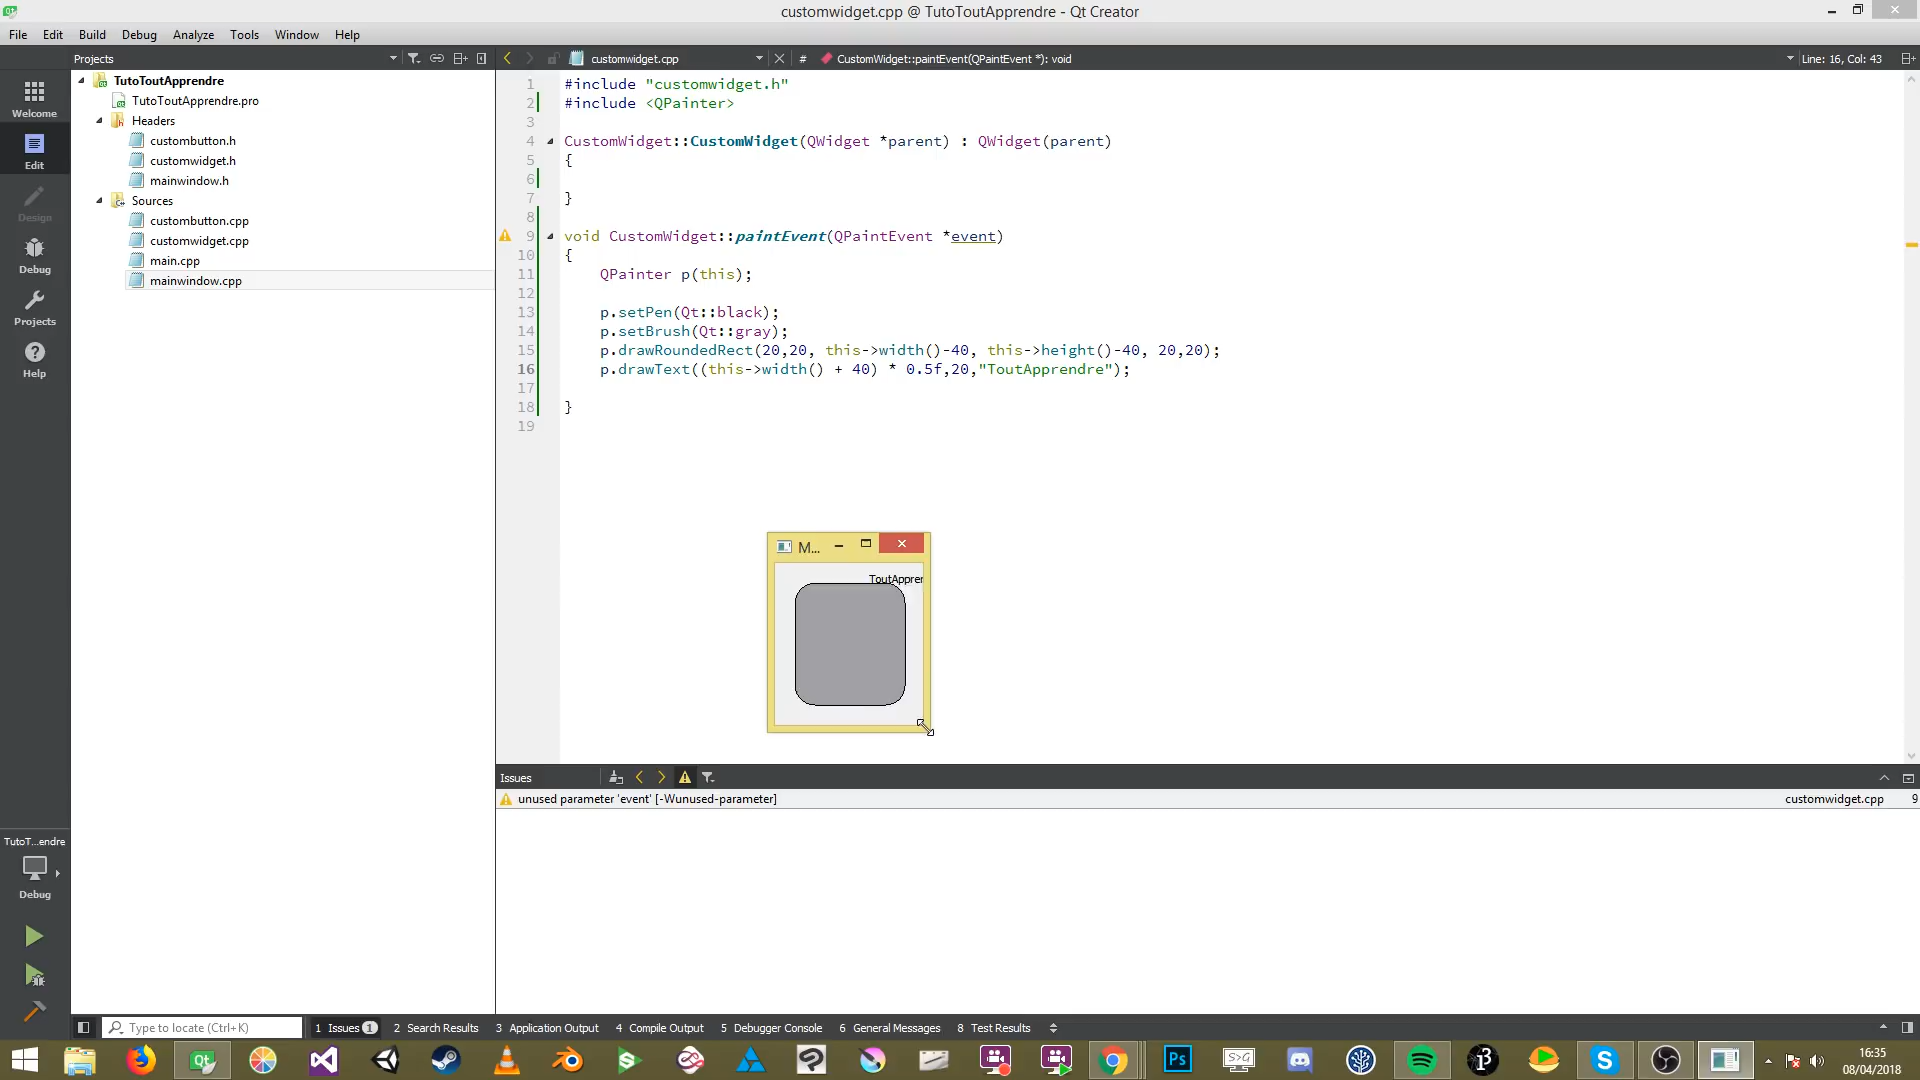 customwidget.cpp @ TutoToutApprendre - Qt Creator
File Edit Build Debug Analyze Tools Window Help
Projects customwidget.cpp # CustomWidget::paintEvent(QPaintEvent *): void Line: 16, Col: 43
Welcome
Edit
Design
Debug
Projects
Help
TutoToutApprendre
TutoToutApprendre.pro
Headers
custombutton.h
customwidget.h
mainwindow.h
Sources
custombutton.cpp
customwidget.cpp
main.cpp
mainwindow.cpp
1 #include "customwidget.h"
2 #include <QPainter>
3
4 CustomWidget::CustomWidget(QWidget *parent) : QWidget(parent)
5 {
6
7 }
8
9 void CustomWidget::paintEvent(QPaintEvent *event)
10 {
11 QPainter p(this);
12
13 p.setPen(Qt::black);
14 p.setBrush(Qt::gray);
15 p.drawRoundedRect(20,20, this->width()-40, this->height()-40, 20,20);
16 p.drawText((this->width() + 40) * 0.5f,20,"ToutApprendre");
17
18 }
19
M...
ToutAppren
Issues
unused parameter 'event' [-Wunused-parameter] customwidget.cpp 9
TutoT...endre
Debug
Type to locate (Ctrl+K) 1 Issues 1 2 Search Results 3 Application Output 4 Compile Output 5 Debugger Console 6 General Messages 8 Test Results
Qt
Ps
S>G
i3
16:35
08/04/2018